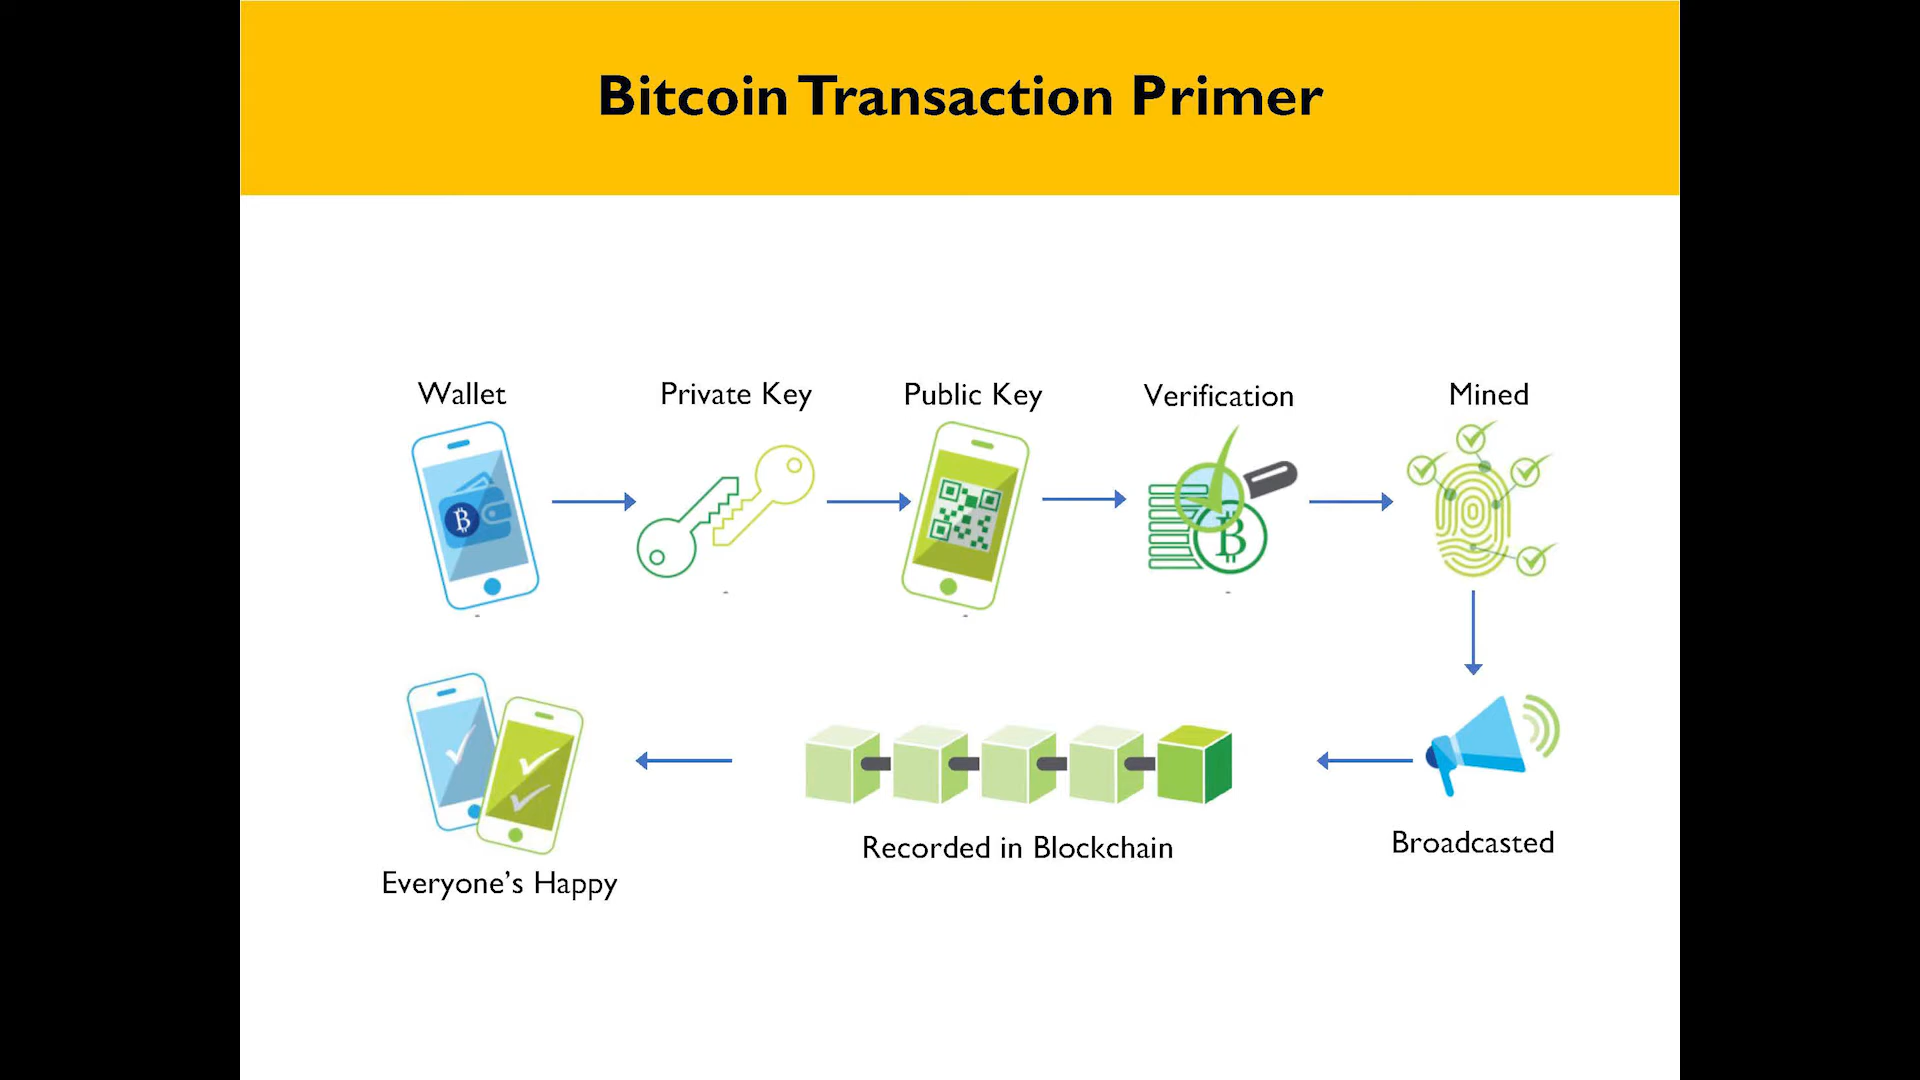 Bitcoin Transaction Primer
Wallet
Private Key
Public Key
Verification
Mined
Everyone's Happy
Recorded in Blockchain
Broadcasted